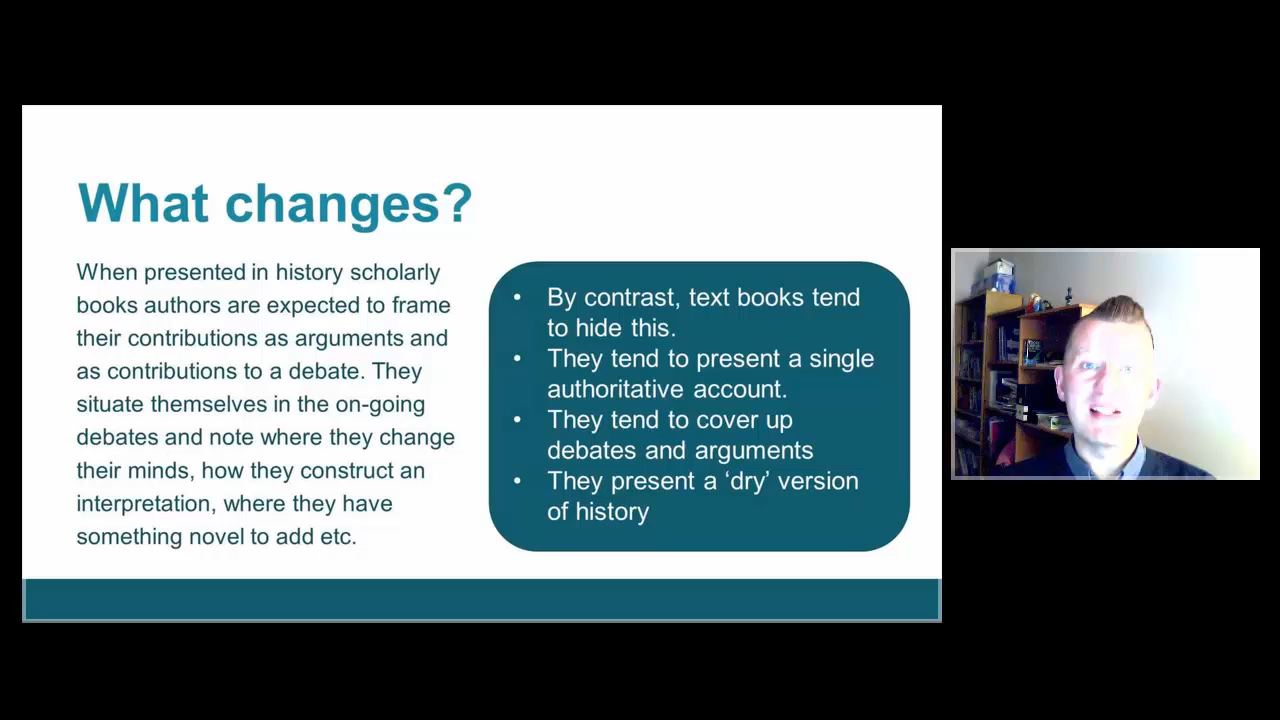 What changes?
When presented in history scholarly
books authors are expected to frame
their contributions as arguments and
as contributions to a debate. They
situate themselves in the on-going
debates and note where they change
their minds, how they construct an
interpretation, where they have
something novel to add etc.
• By contrast, text books tend
to hide this.
• They tend to present a single
authoritative account.
• They tend to cover up
debates and arguments
• They present a ‘dry’ version
of history